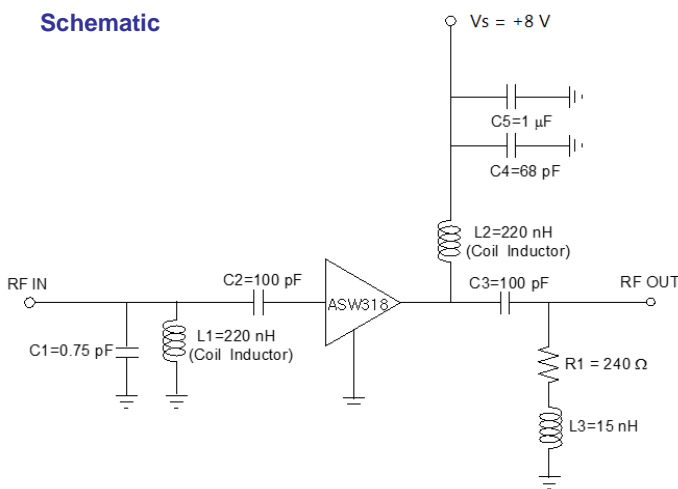 Schematic
Vs = +8 V
C5=1 µF
C4=68 pF
L2=220 nH
(Coil Inductor)
RF IN
C2=100 pF
ASW318
C3=100 pF
RF OUT
C1=0.75 pF
L1=220 nH
(Coil Inductor)
R1 = 240 Ω
L3=15 nH